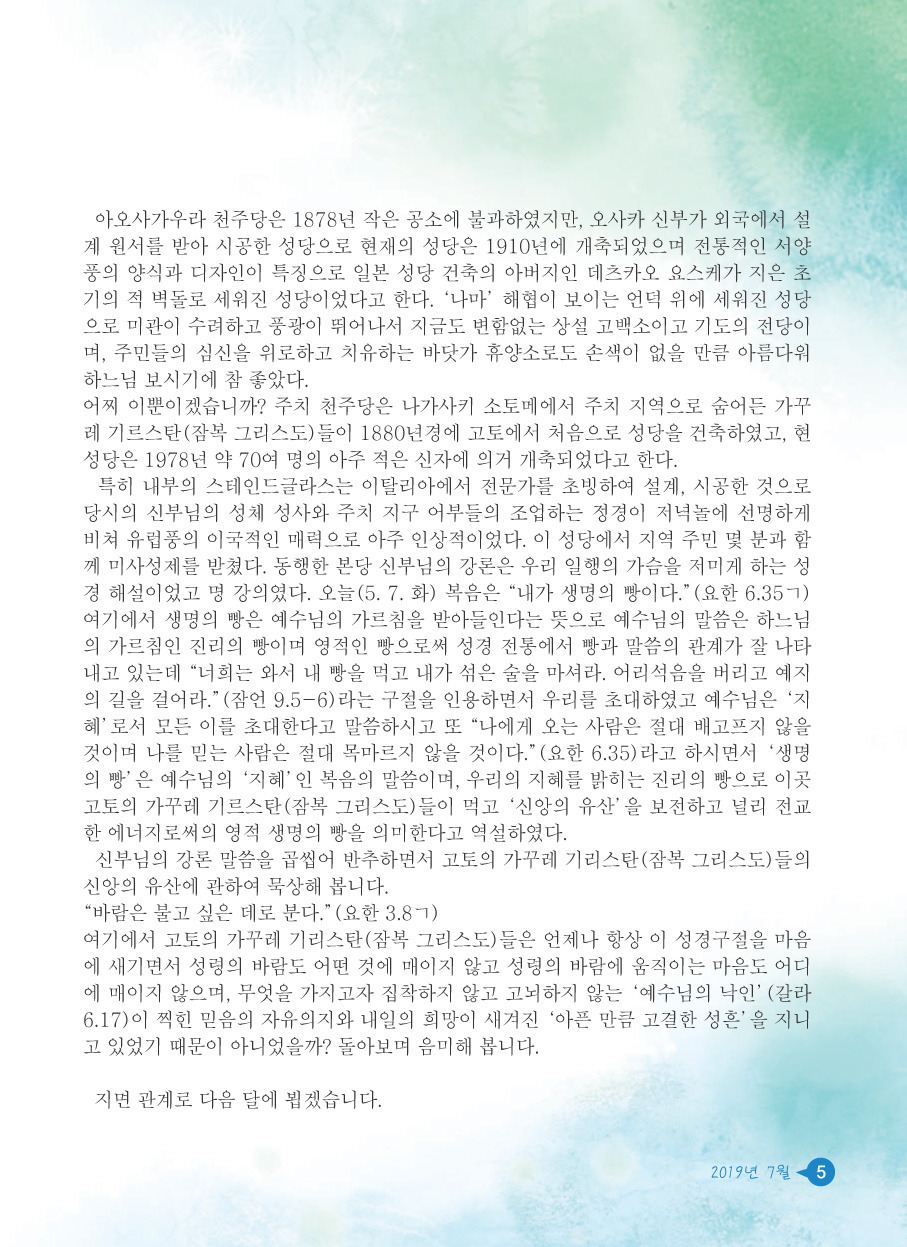 아오사가우라 천주당은 1878년 작은 공소에 불과하였지만, 오사카 신부가 외국에서 설
계 원서를 받아 시공한 성당으로 현재의 성당은 1910년에 개축되었으며 전통적인 서양
풍의 양식과 디자인이 특징으로 일본 성당 건축의 아버지인 데츠카오 요스케가 지은 초
기의 적 벽돌로 세워진 성당이었다고 한다. ‘나마’ 해협이 보이는 언덕 위에 세워진 성당
으로 미관이 수려하고 풍광이 뛰어나서 지금도 변함없는 상설 고백소이고 기도의 전당이
며, 주민들의 심신을 위로하고 치유하는 바닷가 휴양소로도 손색이 없을 만큼 아름다워
하느님 보시기에 참 좋았다.
어찌 이뿐이겠습니까? 주치 천주당은 나가사키 소토메에서 주치 지역으로 숨어든 가꾸
레 기르스탄(잠복 그리스도)들이 1880년경에 고토에서 처음으로 성당을 건축하였고, 현
성당은 1978년 약 70여 명의 아주 적은 신자에 의거 개축되었다고 한다.
특히 내부의 스테인드글라스는 이탈리아에서 전문가를 초빙하여 설계, 시공한 것으로
당시의 신부님의 성체 성사와 주치 지구 어부들의 조업하는 정경이 저녁놀에 선명하게
비쳐 유럽풍의 이국적인 매력으로 아주 인상적이었다. 이 성당에서 지역 주민 몇 분과 함
께 미사성제를 받쳤다. 동행한 본당 신부님의 강론은 우리 일행의 가슴을 저미게 하는 성
경 해설이었고 명 강의였다. 오늘(5. 7. 화) 복음은 “내가 생명의 빵이다.”(요한 6.35ㄱ)
여기에서 생명의 빵은 예수님의 가르침을 받아들인다는 뜻으로 예수님의 말씀은 하느님
의 가르침인 진리의 빵이며 영적인 빵으로써 성경 전통에서 빵과 말씀의 관계가 잘 나타
내고 있는데 “너희는 와서 내 빵을 먹고 내가 섞은 술을 마셔라. 어리석음을 버리고 예지
의 길을 걸어라.”(잠언 9.5-6)라는 구절을 인용하면서 우리를 초대하였고 예수님은 ‘지
혜’로서 모든 이를 초대한다고 말씀하시고 또 “나에게 오는 사람은 절대 배고프지 않을
것이며 나를 믿는 사람은 절대 목마르지 않을 것이다.”(요한 6.35)라고 하시면서 ‘생명
의 빵’은 예수님의 ‘지혜’인 복음의 말씀이며, 우리의 지혜를 밝히는 진리의 빵으로 이곳
고토의 가꾸레 기르스탄(잠복 그리스도)들이 먹고 ‘신앙의 유산’을 보전하고 널리 전교
한 에너지로써의 영적 생명의 빵을 의미한다고 역설하였다.
신부님의 강론 말씀을 곱씹어 반추하면서 고토의 가꾸레 기리스탄(잠복 그리스도)들의
신앙의 유산에 관하여 묵상해 봅니다.
“바람은 불고 싶은 데로 분다.”(요한 3.8ㄱ)
여기에서 고토의 가꾸레 기리스탄(잠복 그리스도)들은 언제나 항상 이 성경구절을 마음
에 새기면서 성령의 바람도 어떤 것에 매이지 않고 성령의 바람에 움직이는 마음도 어디
에 매이지 않으며, 무엇을 가지고자 집착하지 않고 고뇌하지 않는 ‘예수님의 낙인’(갈라
6.17)이 찍힌 믿음의 자유의지와 내일의 희망이 새겨진 ‘아픈 만큼 고결한 성흔’을 지니
고 있었기 때문이 아니었을까? 돌아보며 음미해 봅니다.
지면 관계로 다음 달에 뵙겠습니다.
2019년 7월 5